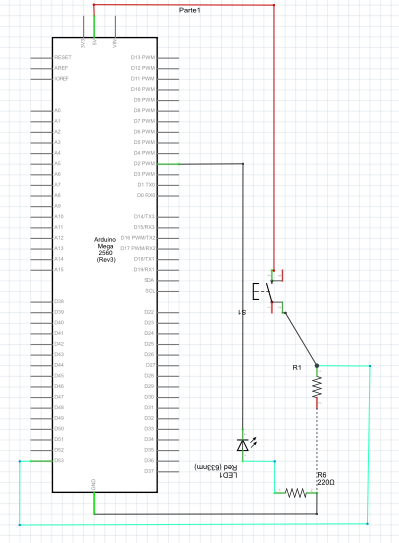 Parte1
3V3
5V
VIN
RESET
AREF
IOREF
A0
A1
A2
A3
A4
A5
A6
A7
A8
A9
A10
A11
A12
A13
A14
A15
D38
D39
D40
D41
D42
D43
D44
D45
D46
D47
D48
D49
D50
D51
D52
D53
Arduino
Mega
2560
(Rev3)
D13 PWM
D12 PWM
D11 PWM
D10 PWM
D9 PWM
D8 PWM
D7 PWM
D6 PWM
D5 PWM
D4 PWM
D2 PWM
D3 PWM
D1 TX0
D0 RX0
D14/TX3
D15/RX3
D16 PWM/TX2
D17 PWM/RX2
D18/TX1
D19/RX1
SDA
SCL
D22
D23
D24
D25
D26
D27
D28
D29
D30
D31
D32
D33
D34
D35
D36
D37
GND
S1
R1
LED1
Red (633nm)
R6
220Ω